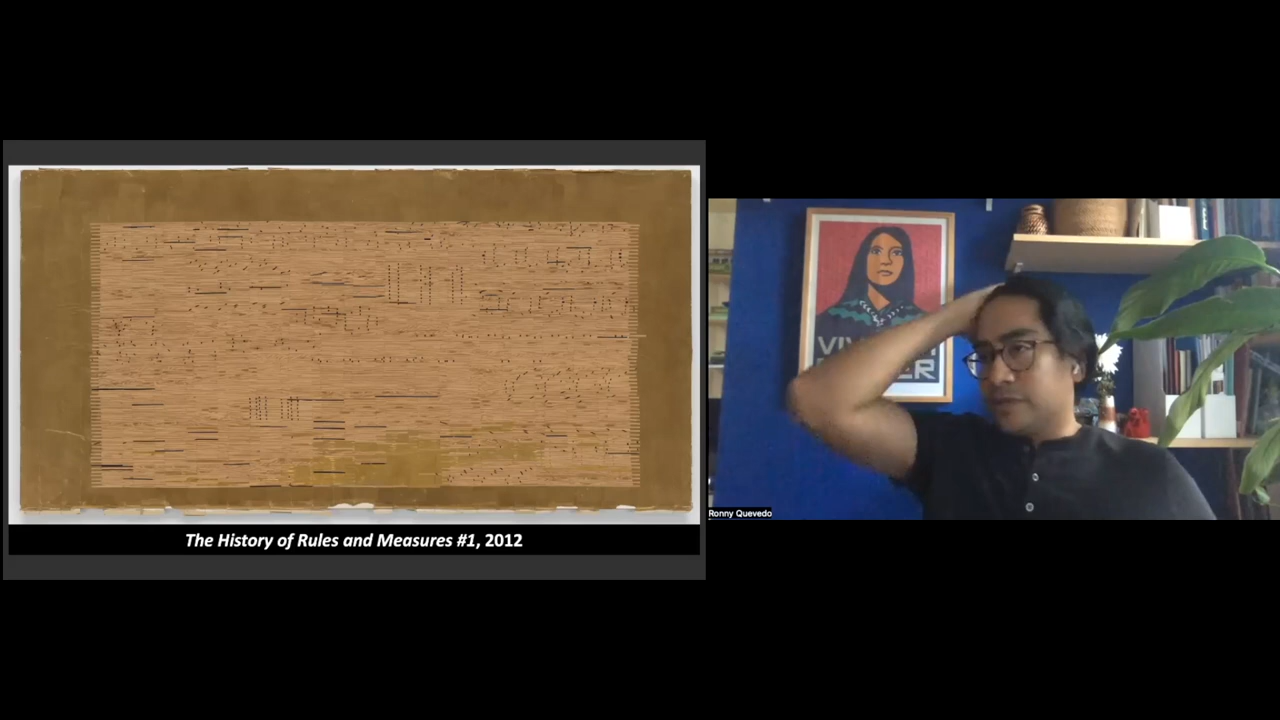 The History of Rules and Measures #1, 2012
Ronny Quevedo